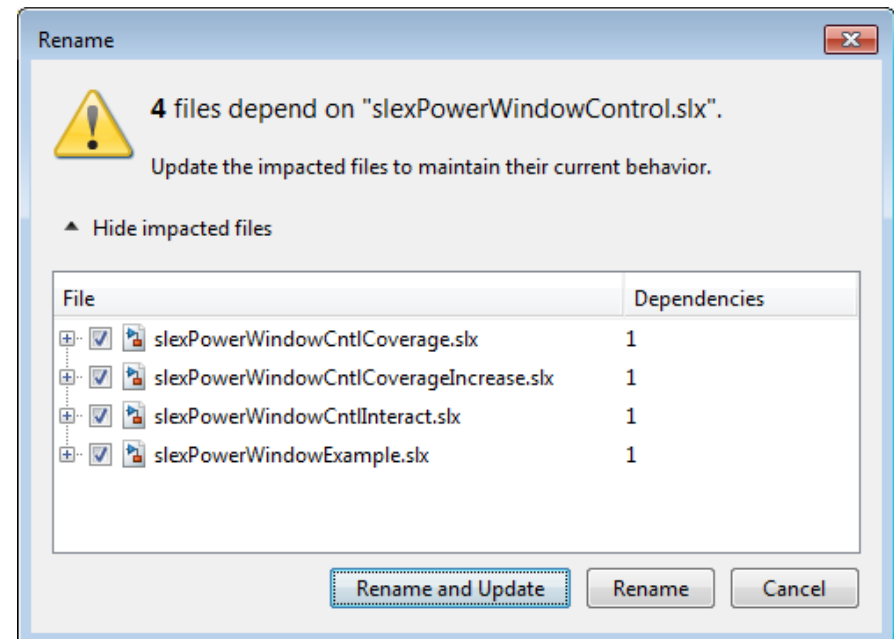 Rename
4 files depend on "slexPowerWindowControl.slx".
Update the impacted files to maintain their current behavior.
Hide impacted files
File Dependencies
slexPowerWindowCntlCoverage.slx 1
slexPowerWindowCntlCoverageIncrease.slx 1
slexPowerWindowCntlInteract.slx 1
slexPowerWindowExample.slx 1
Rename and Update Rename Cancel